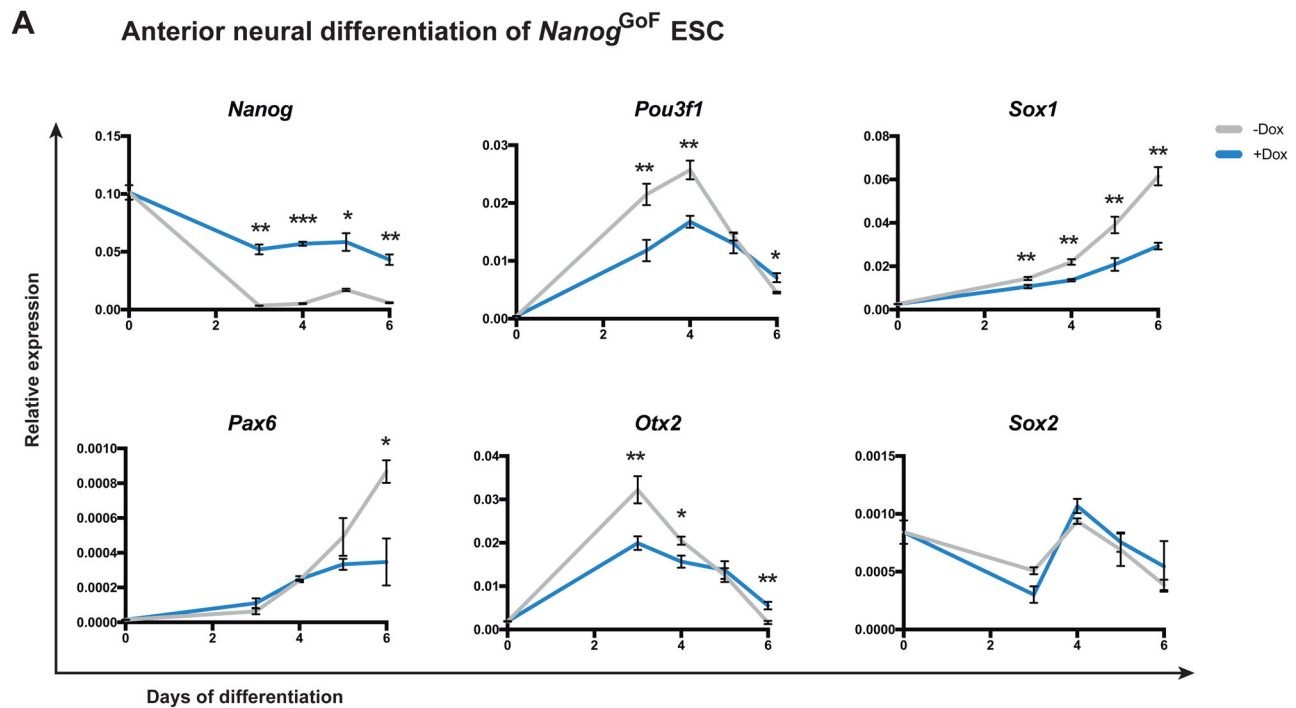 A
Anterior neural differentiation of Nanog^GoF ESC
Nanog
0.15
0.10
0.05
0.00
0 2 4 6
** *** * **
Pou3f1
0.03
0.02
0.01
0.00
0 2 4 6
** ** *
Sox1
0.08
0.06
0.04
0.02
0.00
0 2 4 6
** ** ** **
-Dox
+Dox
Relative expression
Pax6
0.0010
0.0008
0.0006
0.0004
0.0002
0.0000
0 2 4 6
*
Otx2
0.04
0.03
0.02
0.01
0.00
0 2 4 6
** * **
Sox2
0.0015
0.0010
0.0005
0.0000
0 2 4 6
Days of differentiation